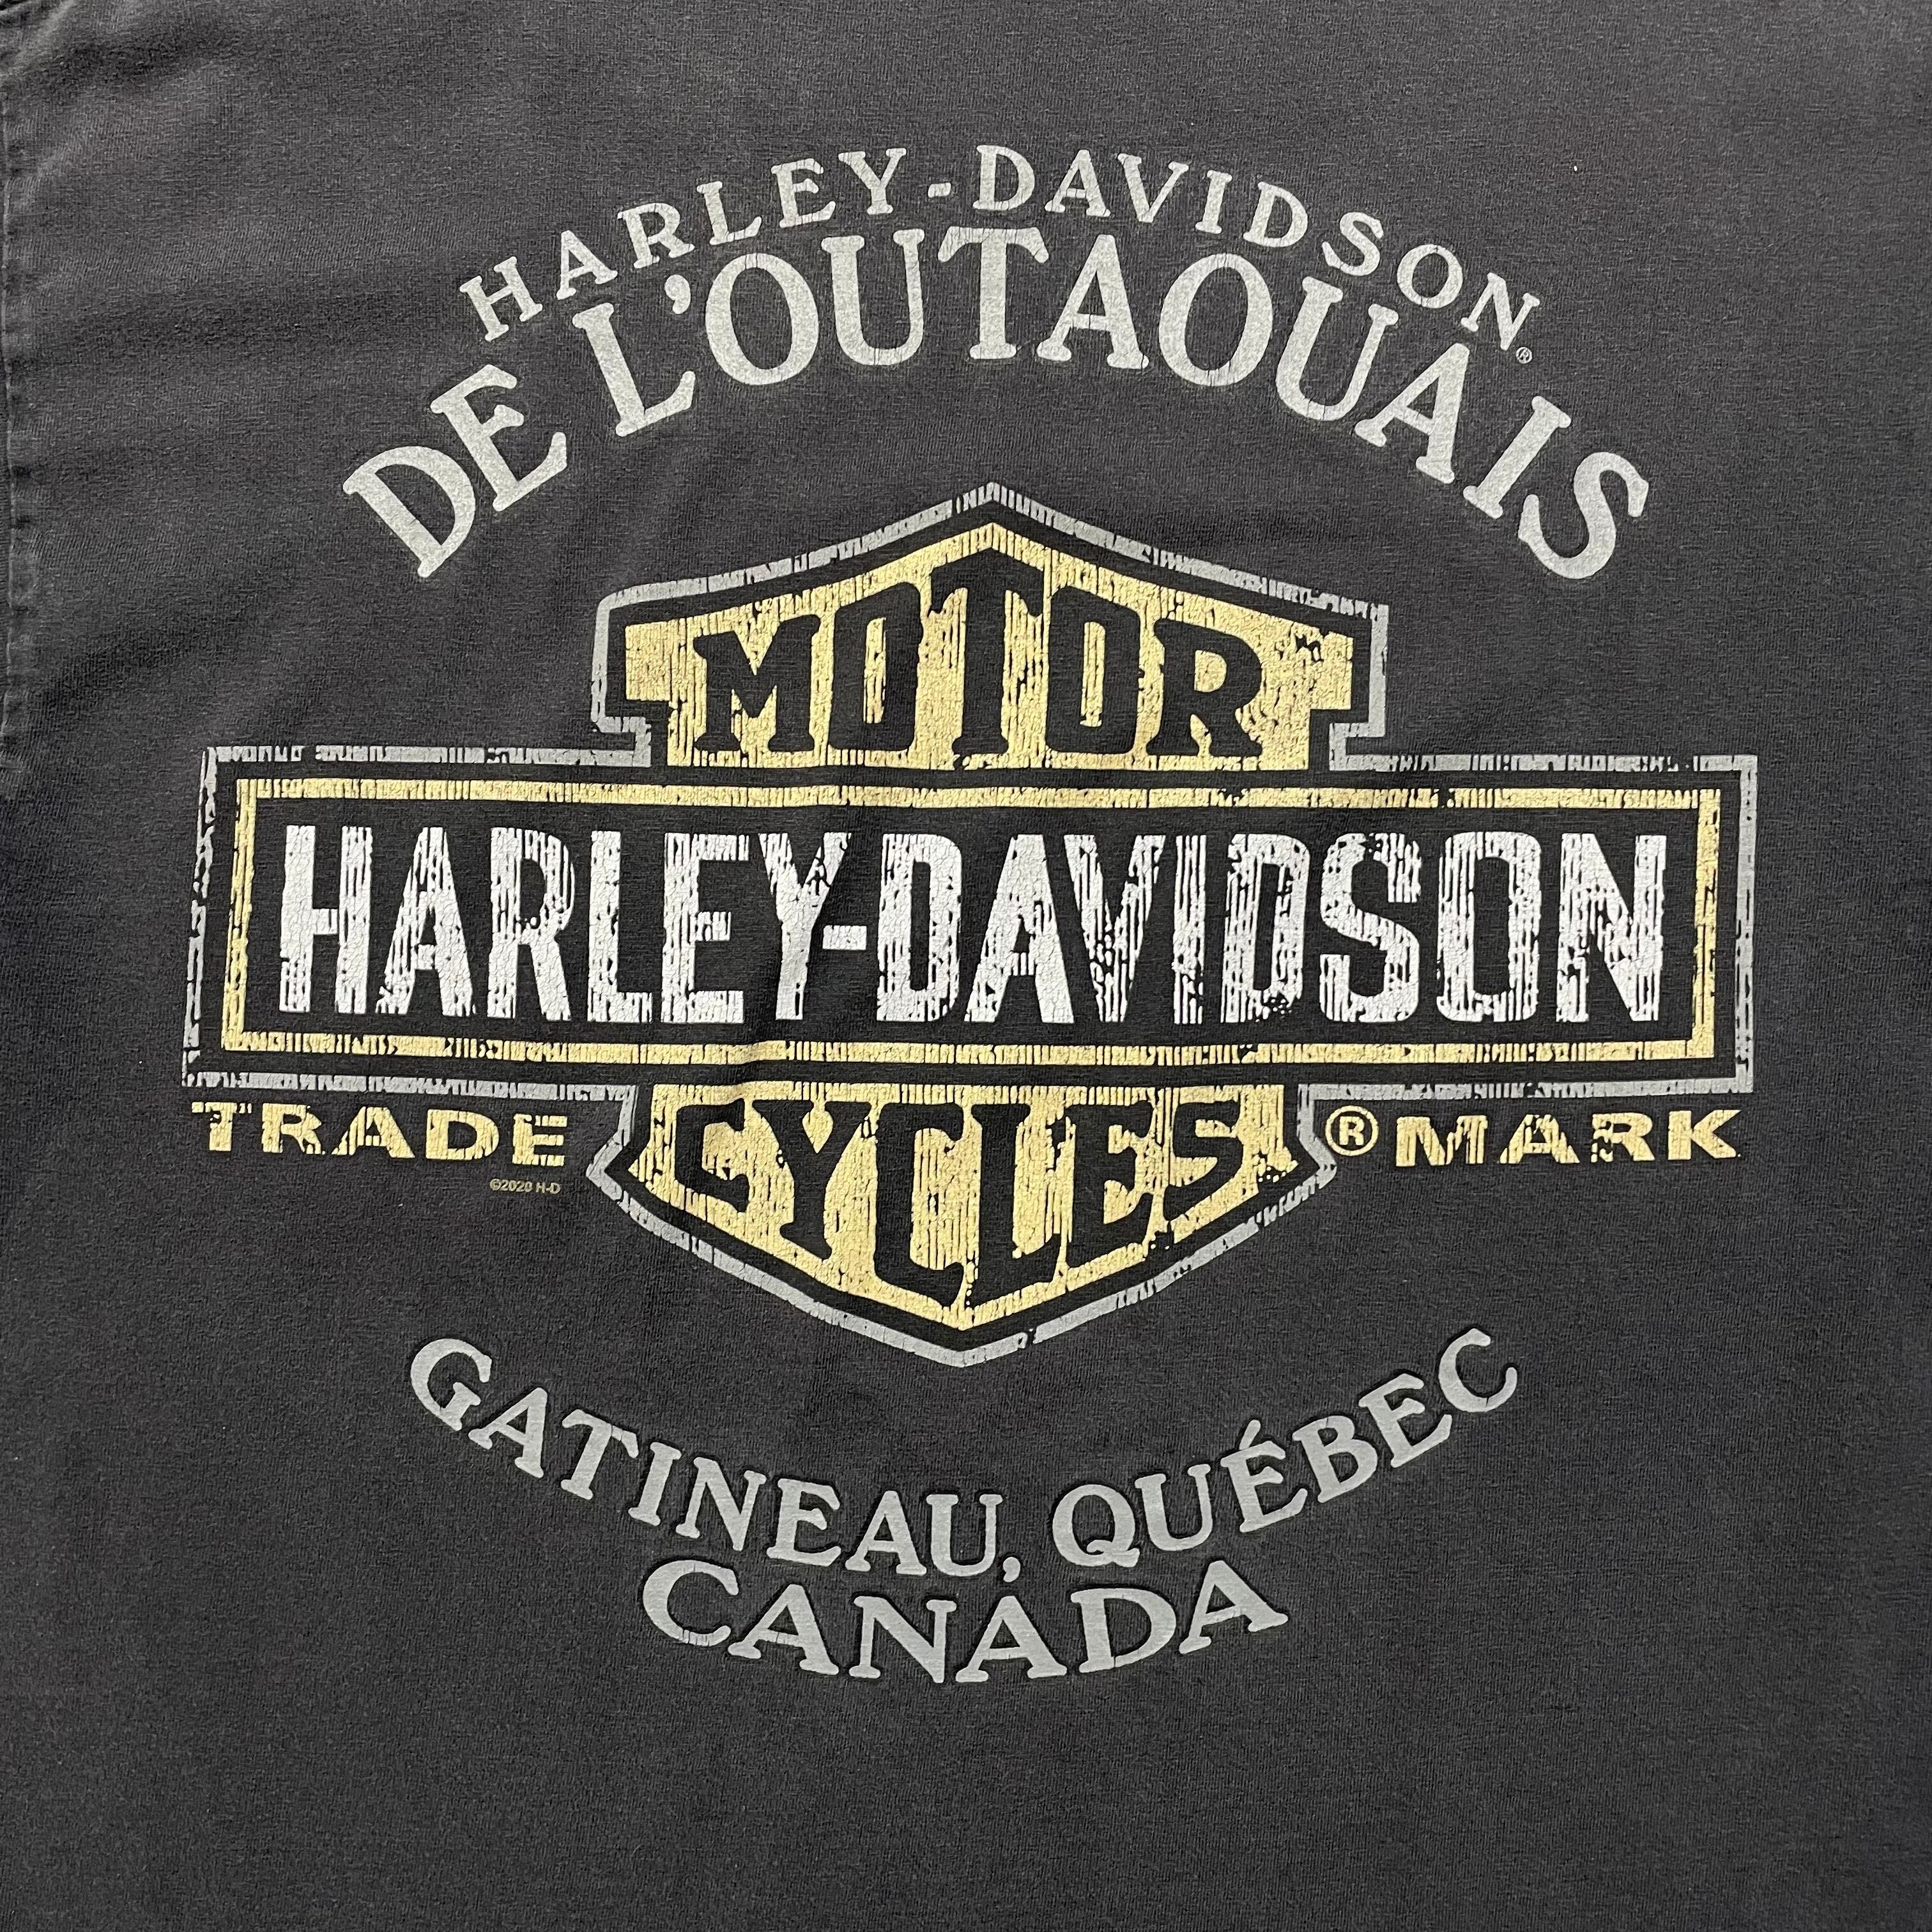 HARLEY-DAVIDSON®
DE L'OUTAOUAIS
MOTOR
HARLEY-DAVIDSON
CYCLES
TRADE ® MARK
©2020 H-D
GATINEAU, QUÉBEC
CANADA